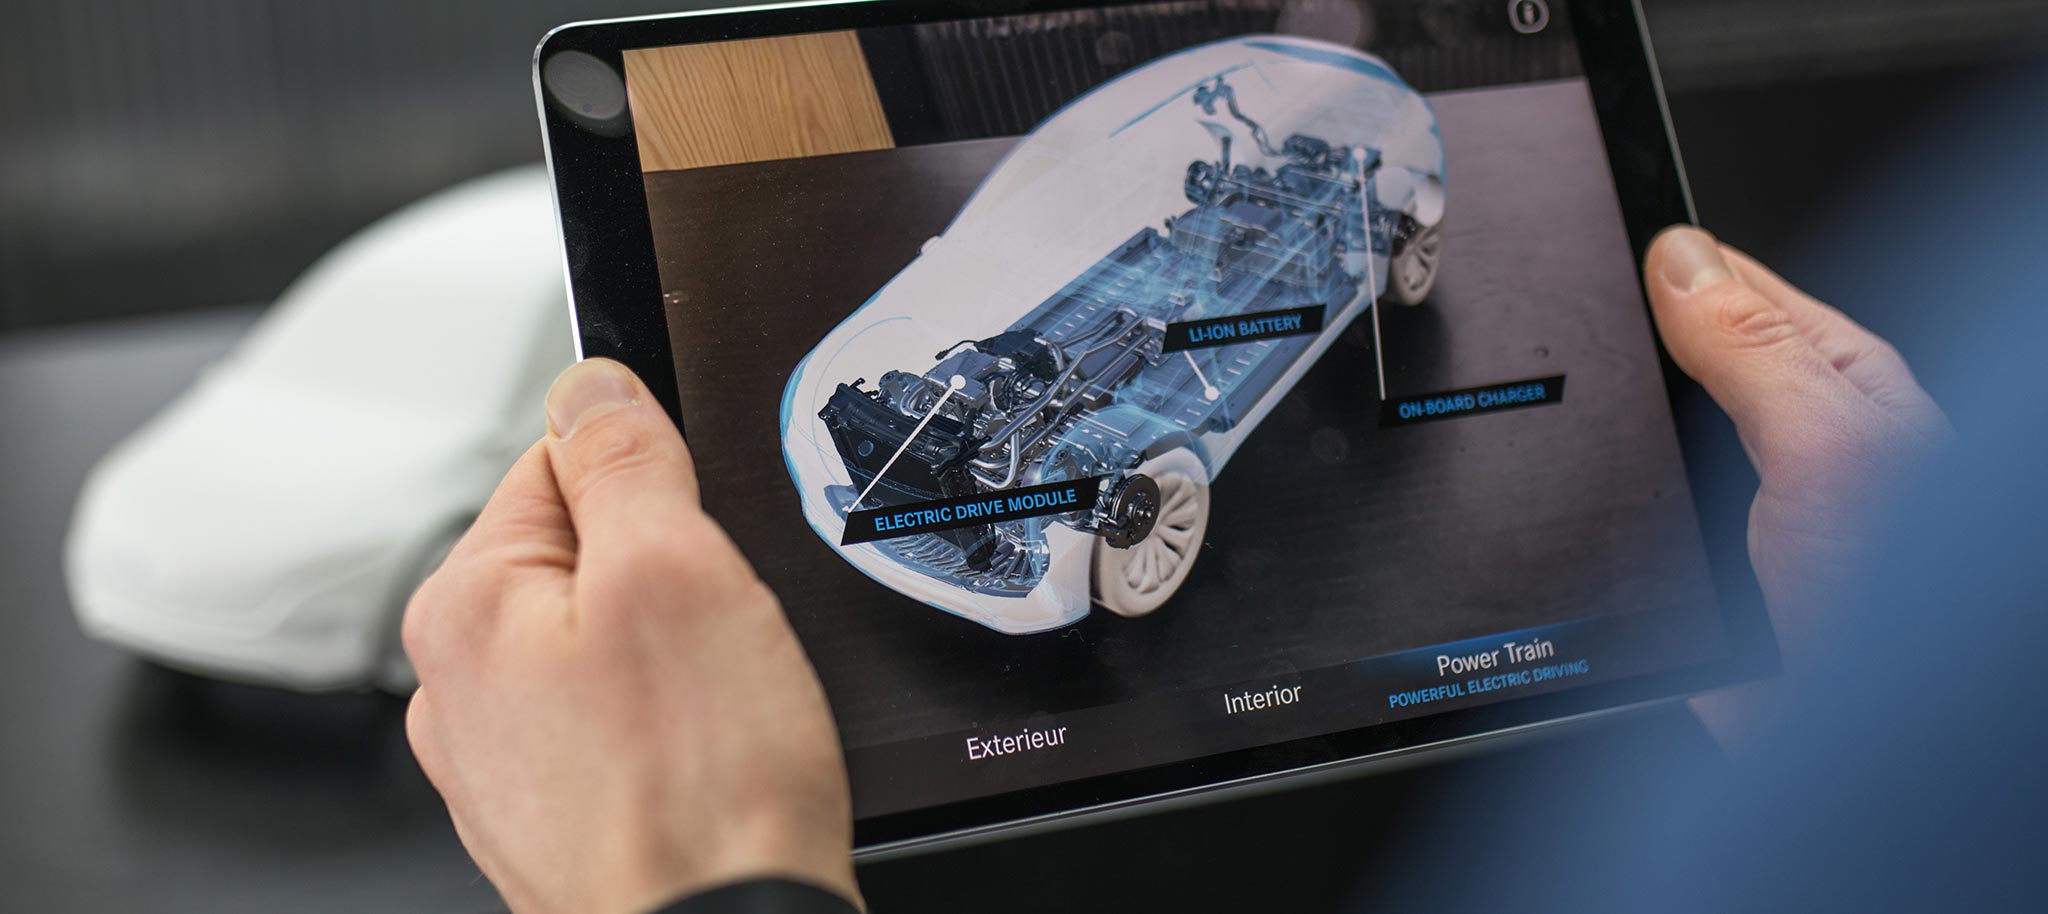 LI-ION BATTERY
ON-BOARD CHARGER
ELECTRIC DRIVE MODULE
Exterieur
Interior
Power Train
POWERFUL ELECTRIC DRIVING